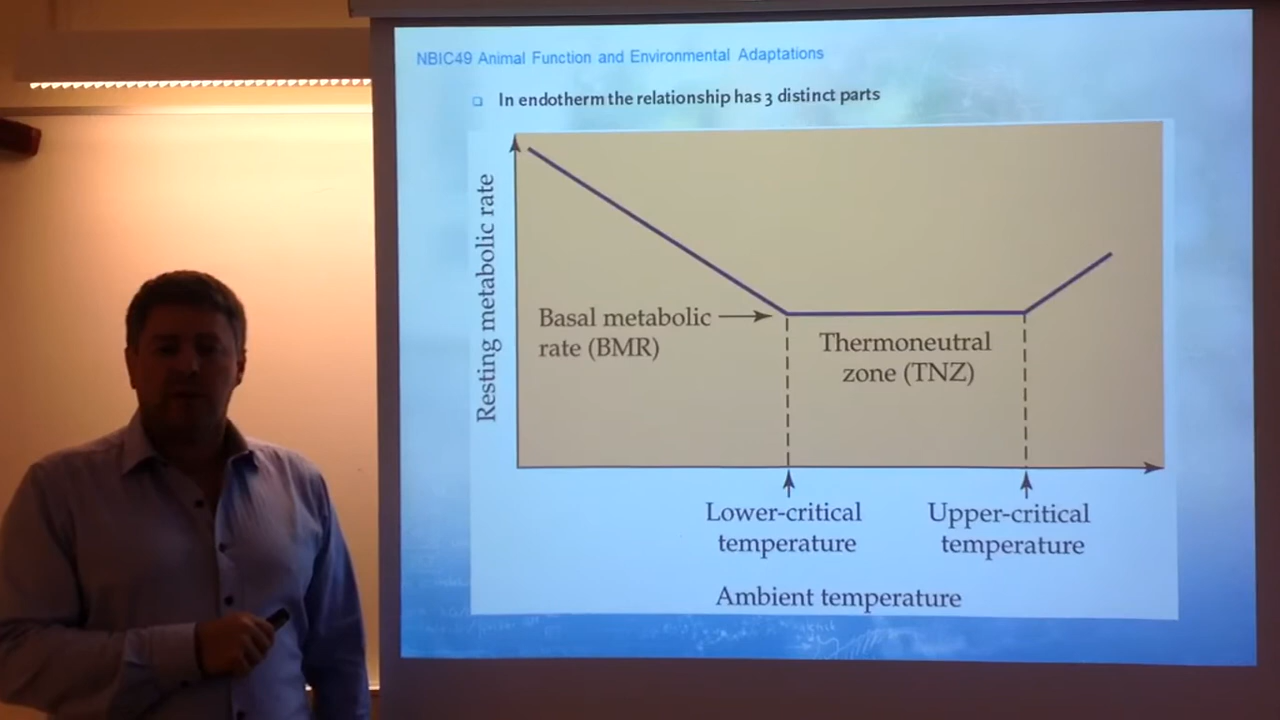 NBIC49 Animal Function and Environmental Adaptations
In endotherm the relationship has 3 distinct parts
Resting metabolic rate
Basal metabolic
rate (BMR)
Thermoneutral
zone (TNZ)
Lower-critical
temperature
Upper-critical
temperature
Ambient temperature